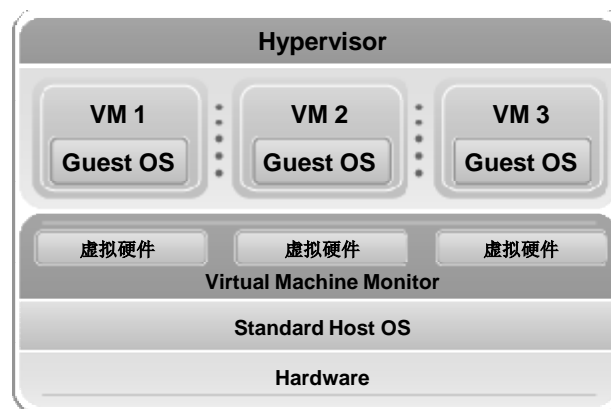 Hypervisor
VM 1 VM 2 VM 3
Guest OS Guest OS Guest OS
虚拟硬件 虚拟硬件 虚拟硬件
Virtual Machine Monitor
Standard Host OS
Hardware